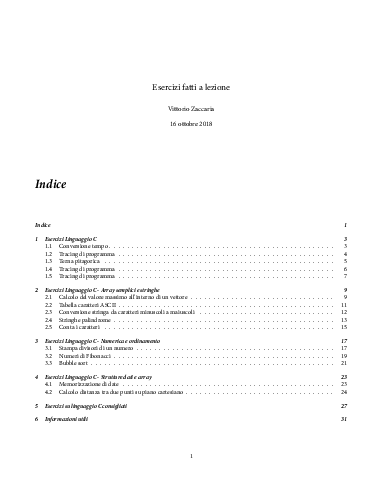 Esercizi fatti a lezione
Vittorio Zaccaria
16 ottobre 2018
Indice
Indice 1
1 Esercizi Linguaggio C 3
1.1 Conversione tempo . . . . . . . . . . . . . . . . . . . . 3
1.2 Tracing di programma . . . . . . . . . . . . . . . . . . . . 4
1.3 Terna pitagorica . . . . . . . . . . . . . . . . . . . . 5
1.4 Tracing di programma . . . . . . . . . . . . . . . . . . . . 6
1.5 Tracing di programma . . . . . . . . . . . . . . . . . . . . 7
2 Esercizi Linguaggio C - Array semplici e stringhe 9
2.1 Calcolo del valore massimo all'interno di un vettore . . . . . . . . . . . . . . . . . . . . 9
2.2 Tabella caratteri ASCII . . . . . . . . . . . . . . . . . . . . 11
2.3 Conversione stringa da caratteri minuscoli a maiuscoli . . . . . . . . . . . . . . . . . . . . 12
2.4 Stringhe palindrome . . . . . . . . . . . . . . . . . . . . 13
2.5 Conta i caratteri . . . . . . . . . . . . . . . . . . . . 15
3 Esercizi Linguaggio C - Numerica e ordinamento 17
3.1 Stampa divisori di un numero . . . . . . . . . . . . . . . . . . . . 17
3.2 Numeri di Fibonacci . . . . . . . . . . . . . . . . . . . . 19
3.3 Bubble sort . . . . . . . . . . . . . . . . . . . . 21
4 Esercizi Linguaggio C - Strutture dati e array 23
4.1 Memorizzazione di date . . . . . . . . . . . . . . . . . . . . 23
4.2 Calcolo distanza tra due punti su piano cartesiano . . . . . . . . . . . . . . . . . . . . 24
5 Esercizi su linguaggio C consigliati 27
6 Informazioni utili 31
1